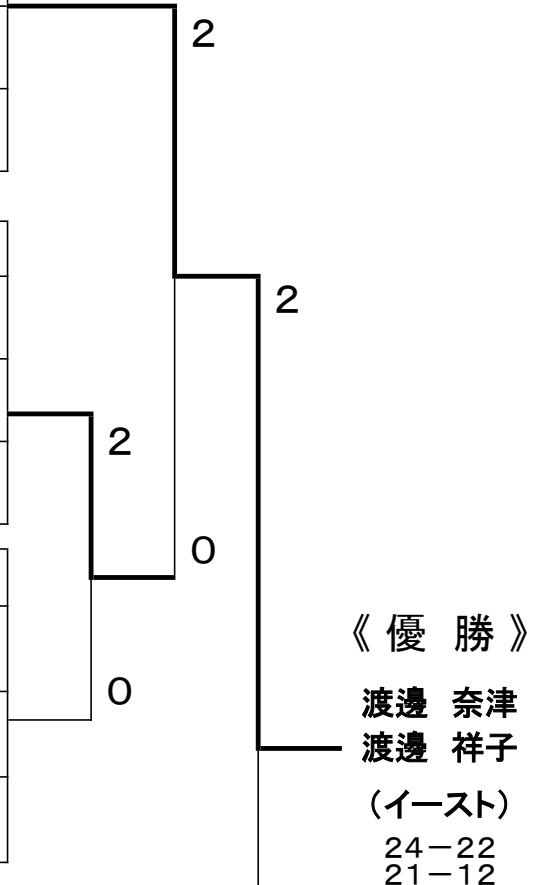 ２
２
２
０
０
《 優　勝 》
渡邊　奈津
渡邊　祥子
（イースト）
２４－２２
２１－１２